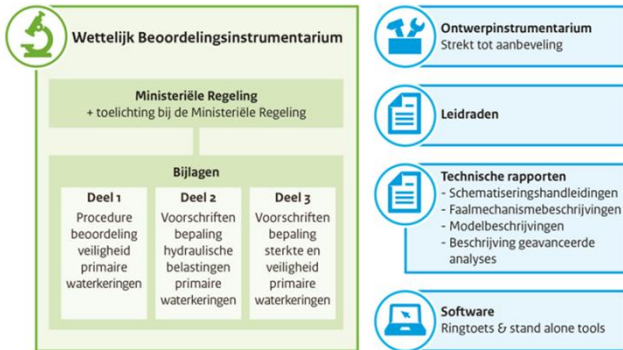 Wettelijk Beoordelingsinstrumentarium
Ministeriële Regeling
+ toelichting bij de Ministeriële Regeling
Bijlagen
Deel 1
Procedure
beoordeling
veiligheid
primaire
waterkeringen
Deel 2
Voorschriften
bepaling
hydraulische
belastingen
primaire
waterkeringen
Deel 3
Voorschriften
bepaling
sterkte en
veiligheid
primaire
waterkeringen
Ontwerpinstrumentarium
Strekt tot aanbeveling
Leidraden
Technische rapporten
- Schematiseringshandleidingen
- Faalmechismebeschrijvingen
- Modelbeschrijvingen
- Beschrijving geavanceerde
analyses
Software
Ringtoets & stand alone tools